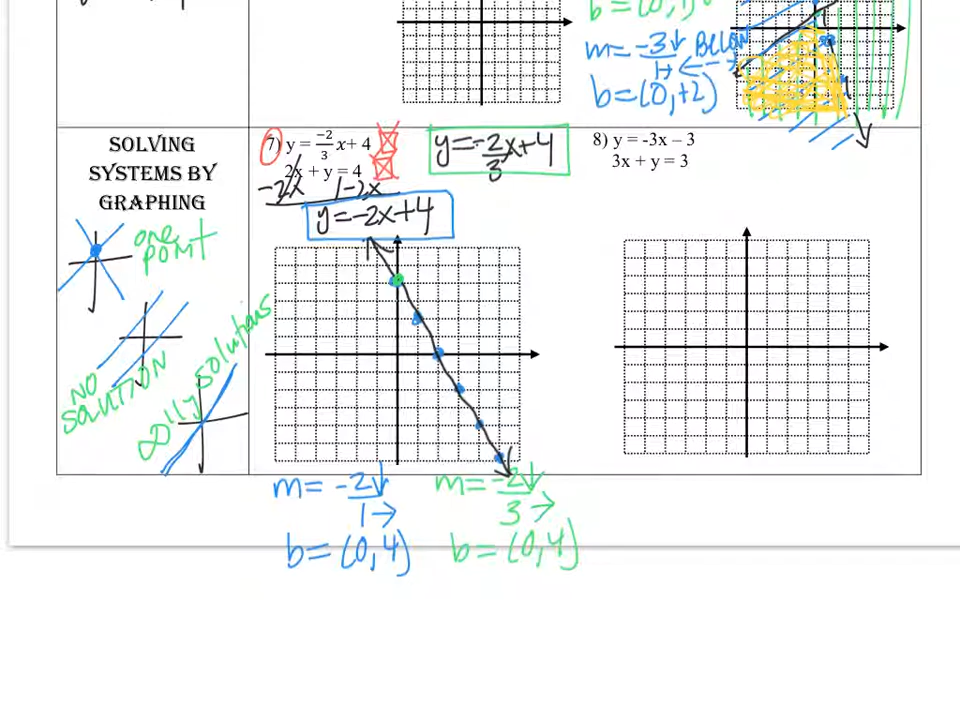 b = (0, 1)
m = -3↓ BELOW
1→ ← →
b = (0, +2)
SOLVING
SYSTEMS BY
GRAPHING
one
point
NO
SOLUTION
∞'lly solutions
7) y = -2/3 x + 4
2x + y = 4
-2x | -2x
y = -2x + 4
y = -2/3 x + 4
8) y = -3x – 3
3x + y = 3
m = -2↓/1→
b = (0, 4)
m = -2↓/3→
b = (0, 4)